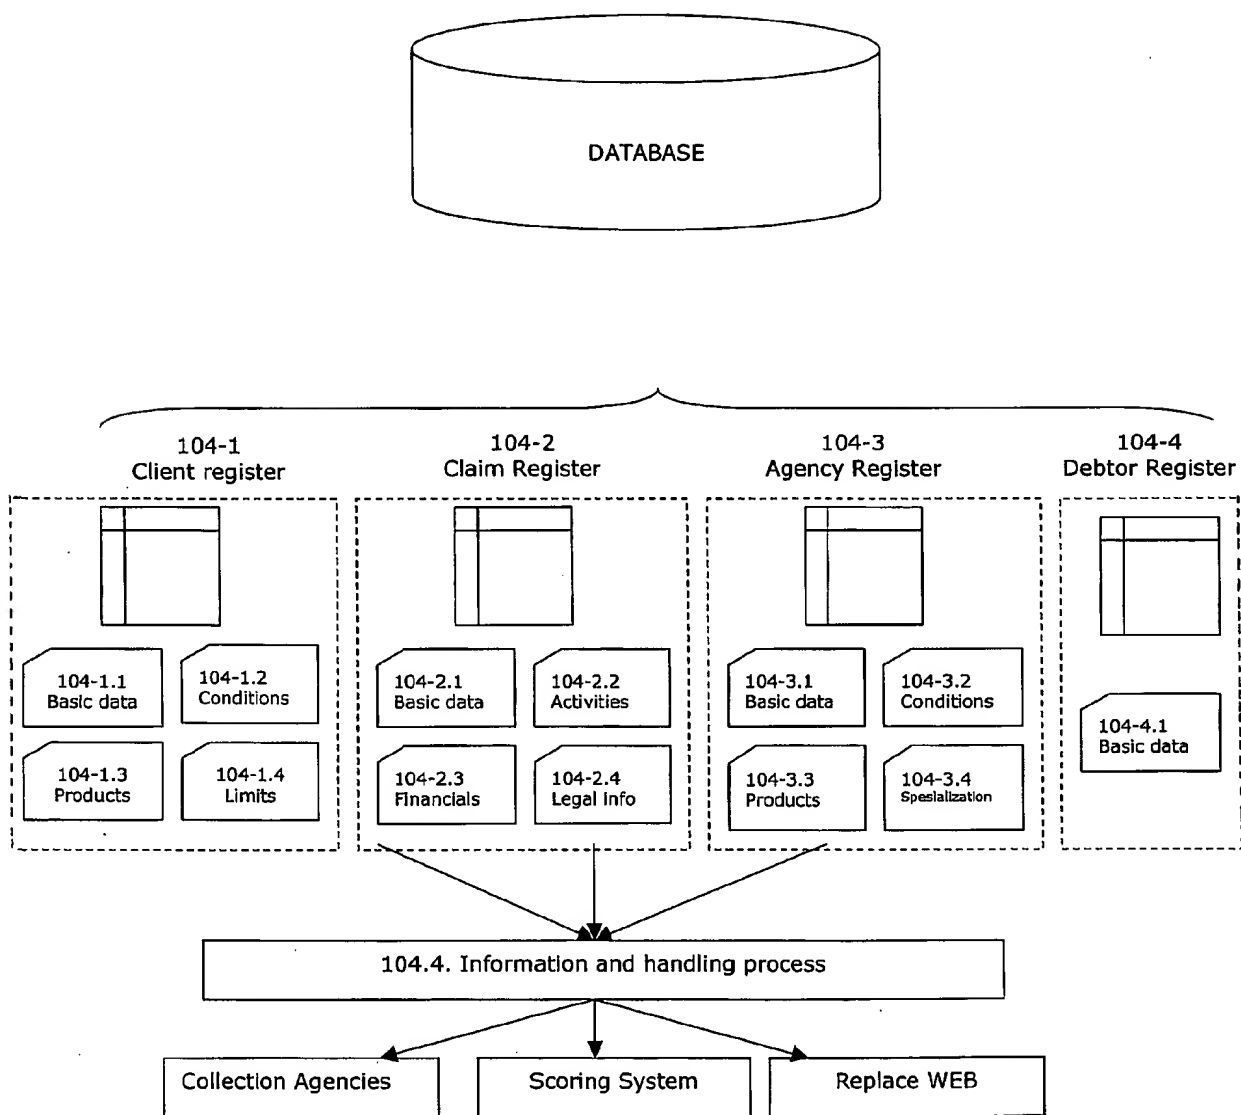 DATABASE
104-1
Client register
104-2
Claim Register
104-3
Agency Register
104-4
Debtor Register
104-1.1
Basic data
104-1.2
Conditions
104-1.3
Products
104-1.4
Limits
104-2.1
Basic data
104-2.2
Activities
104-2.3
Financials
104-2.4
Legal info
104-3.1
Basic data
104-3.2
Conditions
104-3.3
Products
104-3.4
Spesialization
104-4.1
Basic data
104.4. Information and handling process
Collection Agencies
Scoring System
Replace WEB